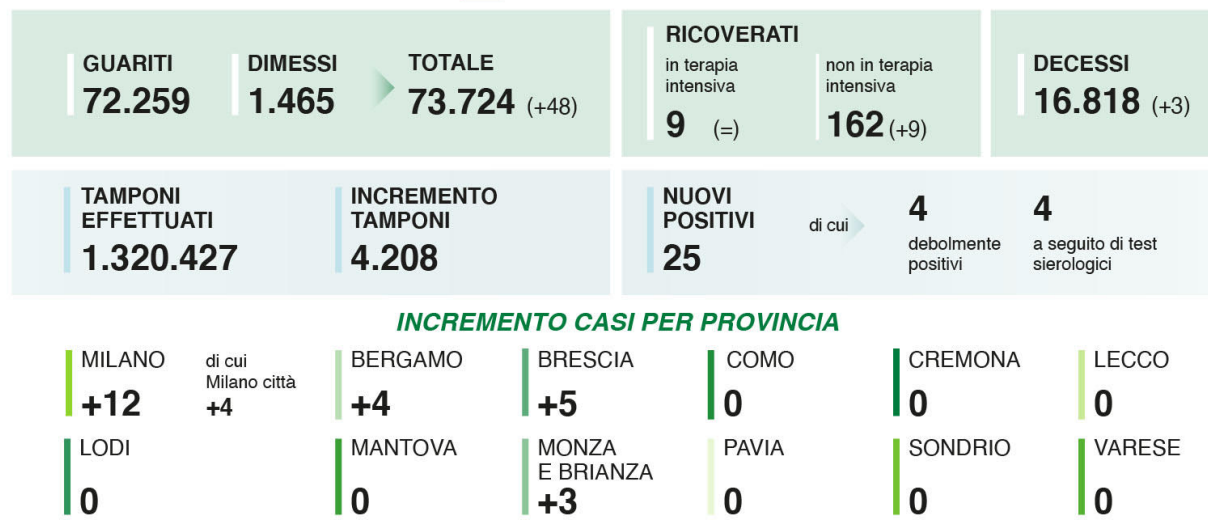 GUARITI
72.259
DIMESSI
1.465
TOTALE
73.724 (+48)
RICOVERATI
in terapia
intensiva
9 (=)
non in terapia
intensiva
162 (+9)
DECESSI
16.818 (+3)
TAMPONI
EFFETTUATI
1.320.427
INCREMENTO
TAMPONI
4.208
NUOVI
POSITIVI
25
di cui
4
debolmente
positivi
4
a seguito di test
sierologici
INCREMENTO CASI PER PROVINCIA
MILANO
+12
di cui
Milano città
+4
BERGAMO
+4
BRESCIA
+5
COMO
0
CREMONA
0
LECCO
0
LODI
0
MANTOVA
0
MONZA
E BRIANZA
+3
PAVIA
0
SONDRIO
0
VARESE
0